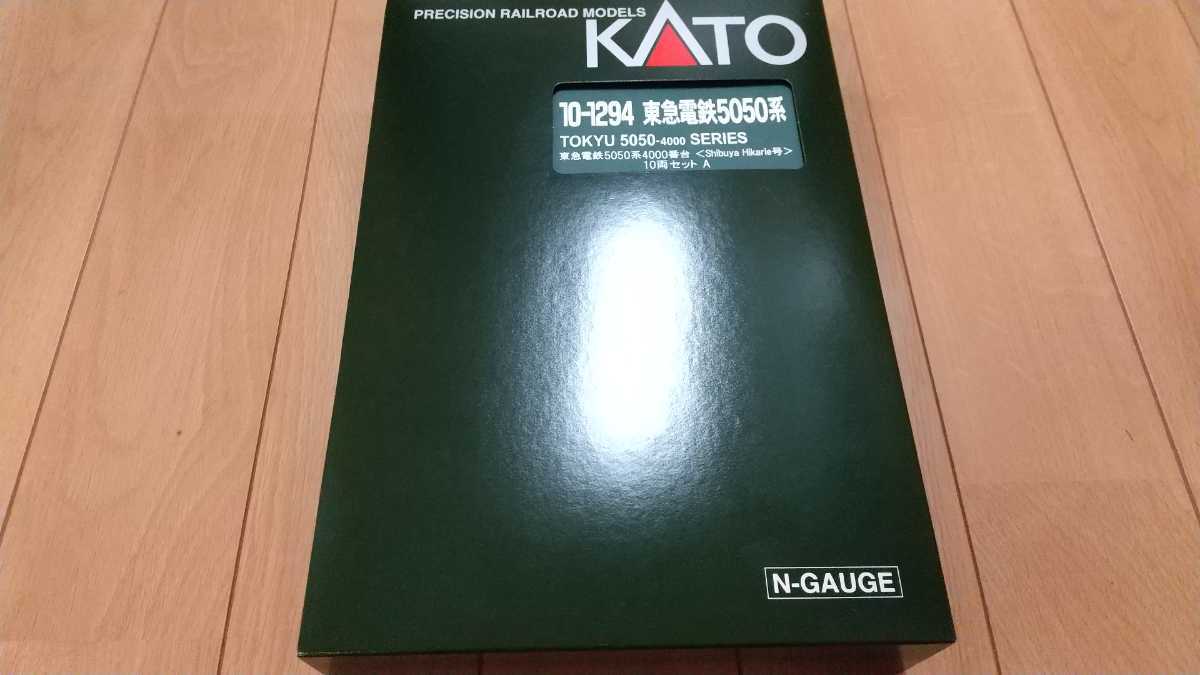 PRECISION RAILROAD MODELS
KATO
10-1294 東急電鉄5050系
TOKYU 5050-4000 SERIES
東急電鉄5050系4000番台 <Shibuya Hikarie号>
10両セット A
N-GAUGE